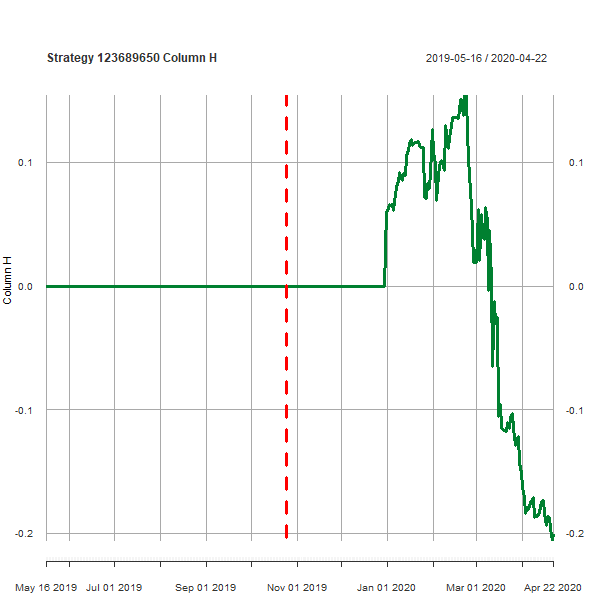 Strategy 123689650 Column H 2019-05-16 / 2020-04-22
0.1 0.1
0.0 0.0
-0.1 -0.1
-0.2 -0.2
Column H
May 16 2019 Jul 01 2019 Sep 01 2019 Nov 01 2019 Jan 01 2020 Mar 01 2020 Apr 22 2020